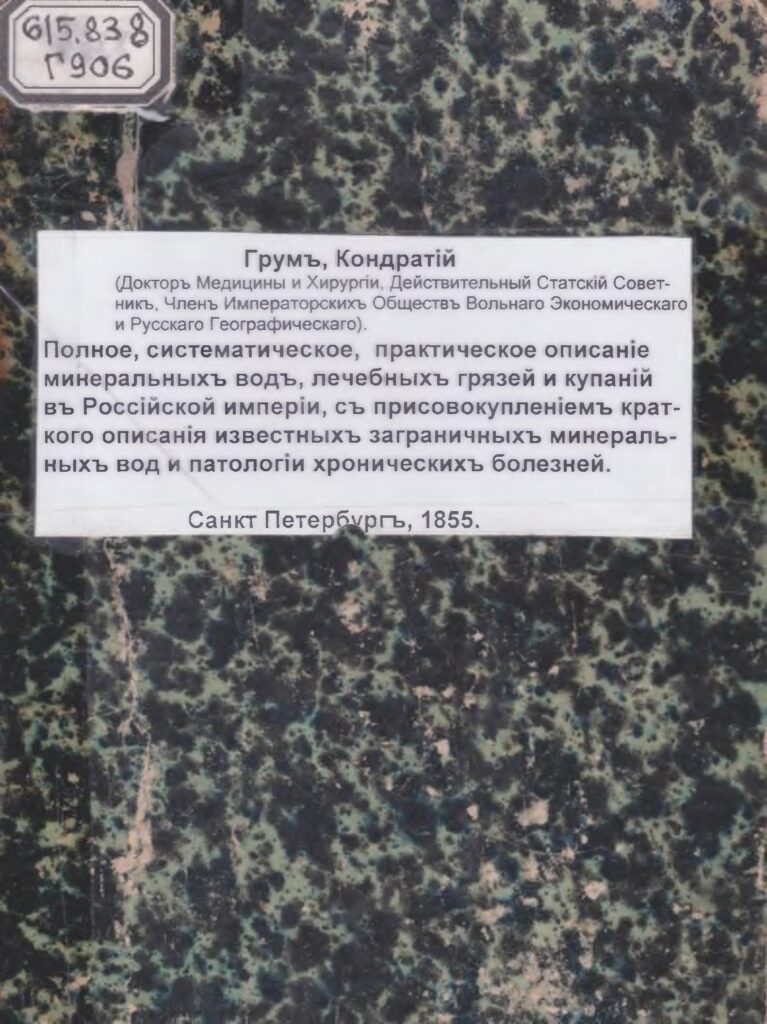 615.838
Г906
Грумъ, Кондратій
(Докторъ Медицины и Хирургіи, Действительный Статскій Совет-
никъ, Членъ Императорскихъ Обществъ Вольнаго Экономическаго
и Русскаго Географическаго).
Полное, систематическое, практическое описаніе
минеральныхъ водъ, лечебныхъ грязей и купаній
въ Россійской имперіи, съ присовокупленіемъ крат-
кого описанія известныхъ заграничныхъ минераль-
ныхъ вод и патологіи хроническихъ болезней.
Санкт Петербургъ, 1855.